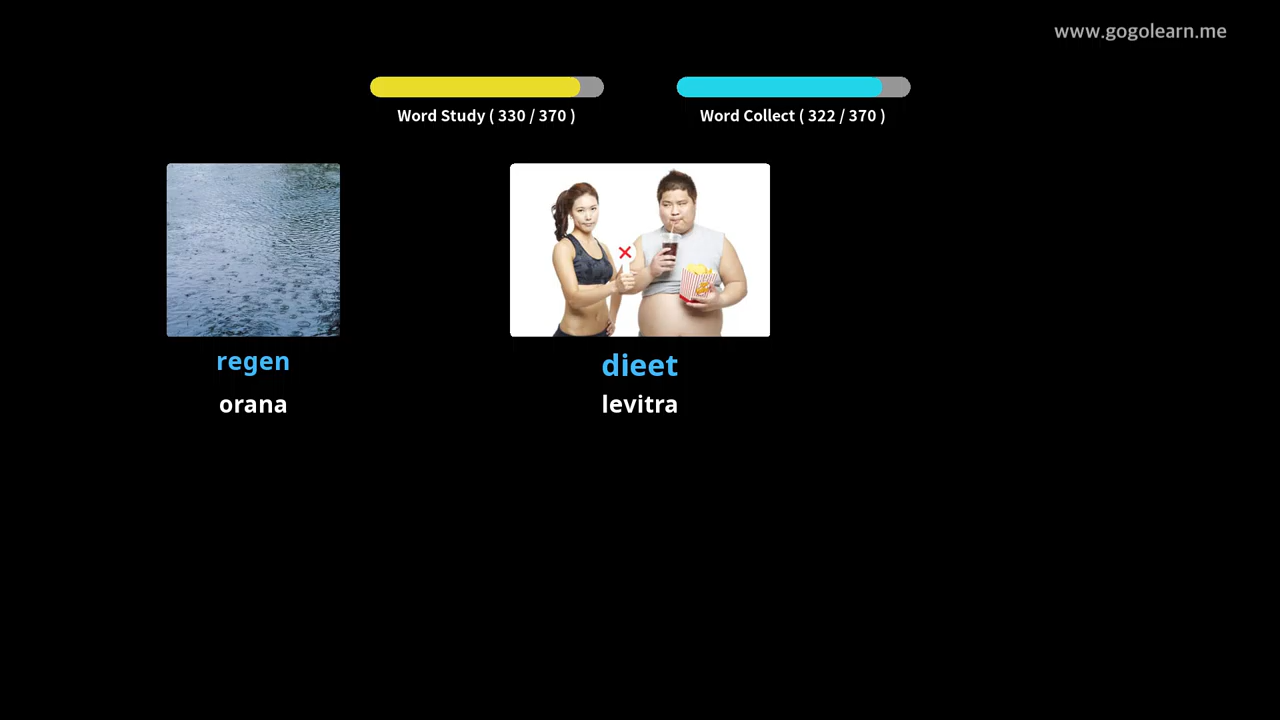 www.gogolearn.me
Word Study ( 330 / 370 )
Word Collect ( 322 / 370 )
regen
orana
dieet
levitra